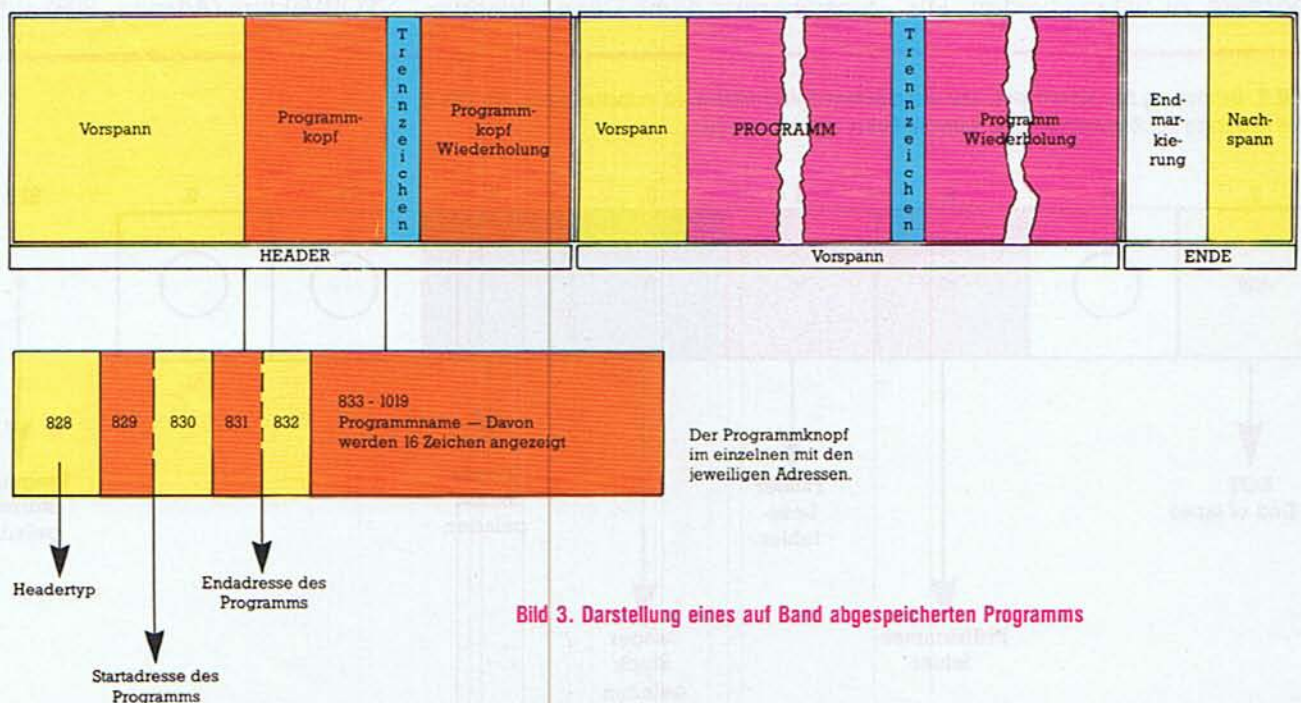 Vorspann
Programm-
kopf
Trennzeichen
Programm-
kopf
Wiederholung
Vorspann
PROGRAMM
Trennzeichen
Programm
Wiederholung
End-
mar-
kie-
rung
Nach-
spann
HEADER
Vorspann
ENDE
828
829
830
831
832
833 - 1019
Programmname — Davon
werden 16 Zeichen angezeigt
Der Programmknopf
im einzelnen mit den
jeweiligen Adressen.
Headertyp
Endadresse des
Programms
Startadresse des
Programms
Bild 3. Darstellung eines auf Band abgespeicherten Programms